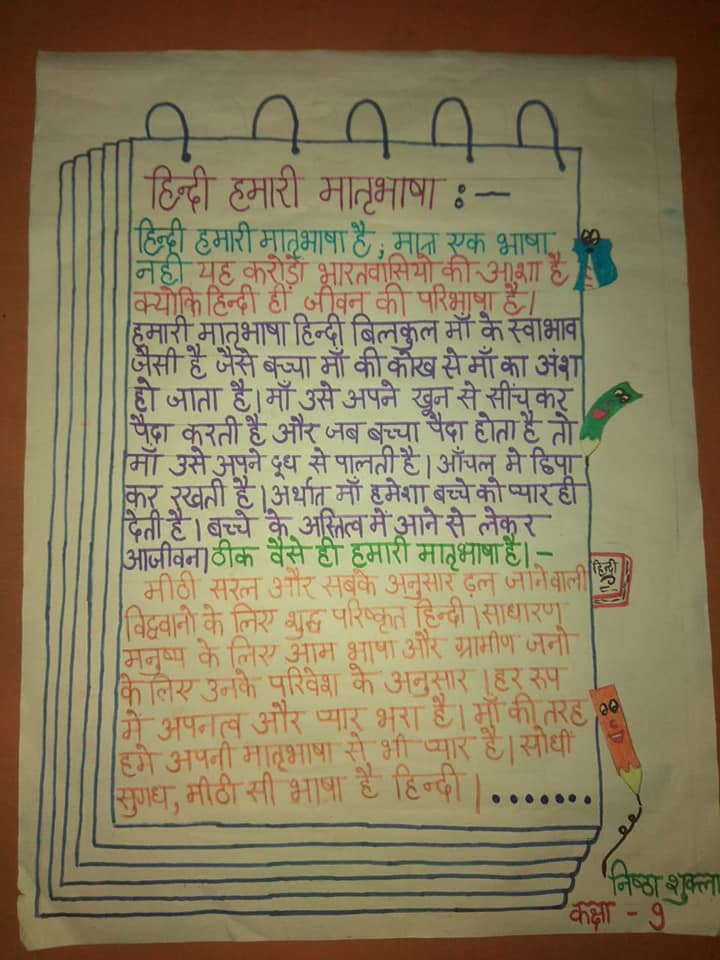 हिन्दी हमारी मातृभाषा :—
हिन्दी हमारी मातृभाषा है, मात्र एक भाषा
नही यह करोड़ो भारतवासियो की आशा है
क्योकि हिन्दी ही जीवन की परिभाषा है।
हमारी मातृभाषा हिन्दी बिलकुल माँ के स्वाभाव
जैसी है जैसे बच्चा माँ की कोख से माँ का अंश
हो जाता है। माँ उसे अपने खून से सींच कर
पैदा करती है और जब बच्चा पैदा होता है तो
माँ उसे अपने दूध से पालती है। आँचल मे छिपा
कर रखती है। अर्थात माँ हमेशा बच्चे को प्यार ही
देती है। बच्चे के अस्तित्व में आने से लेकर
आजीवन। ठीक वैसे ही हमारी मातृभाषा है। –
मीठी सरल और सबके अनुसार ढ़ल जानेवाली
विद्वानो के लिए शुद्ध परिष्कृत हिन्दी। साधारण
मनुष्य के लिए आम भाषा और ग्रामीण जनो
के लिए उनके परिवेश के अनुसार । हर रूप
मे अपनत्व और प्यार भरा है। माँ की तरह
हमे अपनी मातृभाषा से भी प्यार है। सोधी
सुगध, मीठी सी भाषा है हिन्दी |.......
हिन्दी
निष्ठा शुक्ला
कक्षा - 9